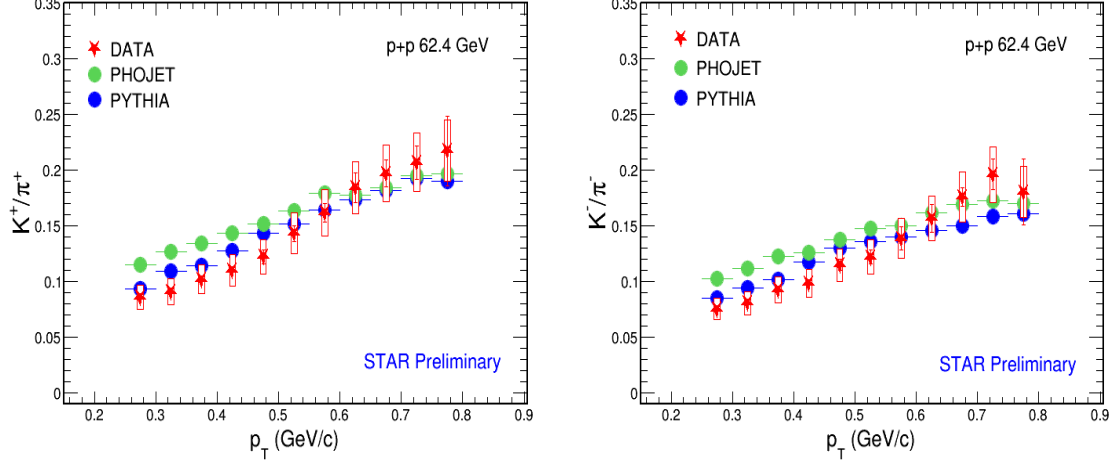 0.35
0.3
0.25
0.2
0.15
0.1
0.05
0
K⁺/π⁺
DATA
PHOJET
PYTHIA
p+p 62.4 GeV
STAR Preliminary
0.2 0.3 0.4 0.5 0.6 0.7 0.8 0.9
p_T (GeV/c)
0.35
0.3
0.25
0.2
0.15
0.1
0.05
0
K⁻/π⁻
DATA
PHOJET
PYTHIA
p+p 62.4 GeV
STAR Preliminary
0.2 0.3 0.4 0.5 0.6 0.7 0.8 0.9
p_T (GeV/c)